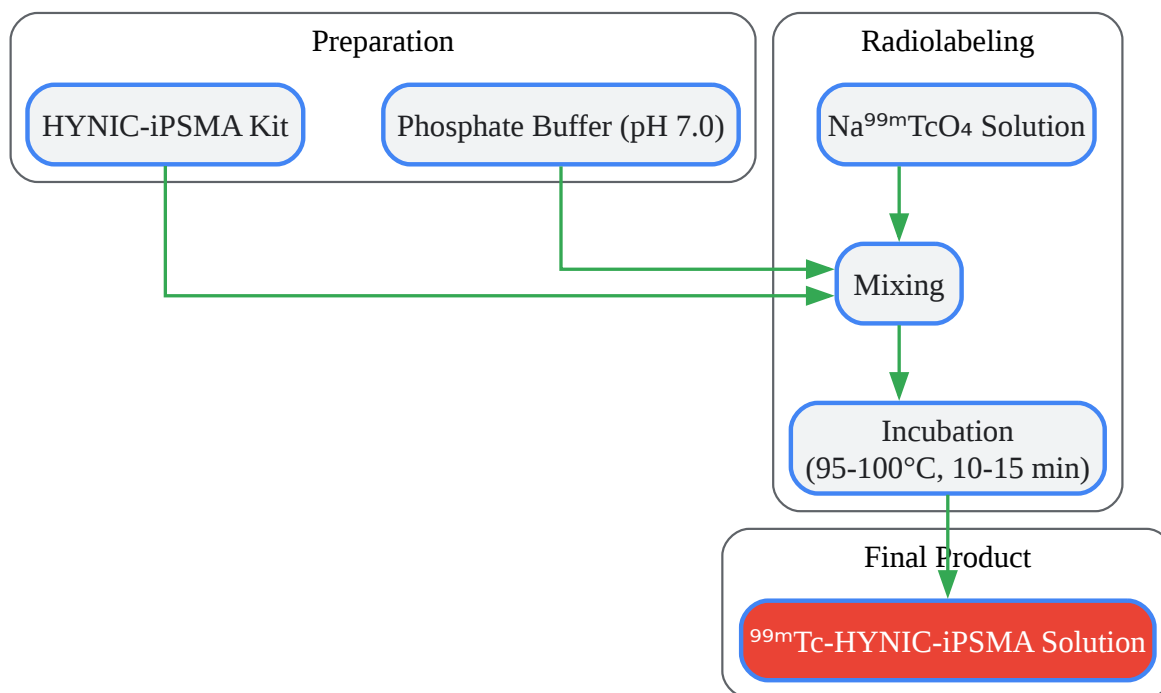 Preparation
HYNIC-iPSMA Kit
Phosphate Buffer (pH 7.0)
Radiolabeling
Na⁹⁹ᵐTcO₄ Solution
Mixing
Incubation
(95-100°C, 10-15 min)
Final Product
⁹⁹ᵐTc-HYNIC-iPSMA Solution